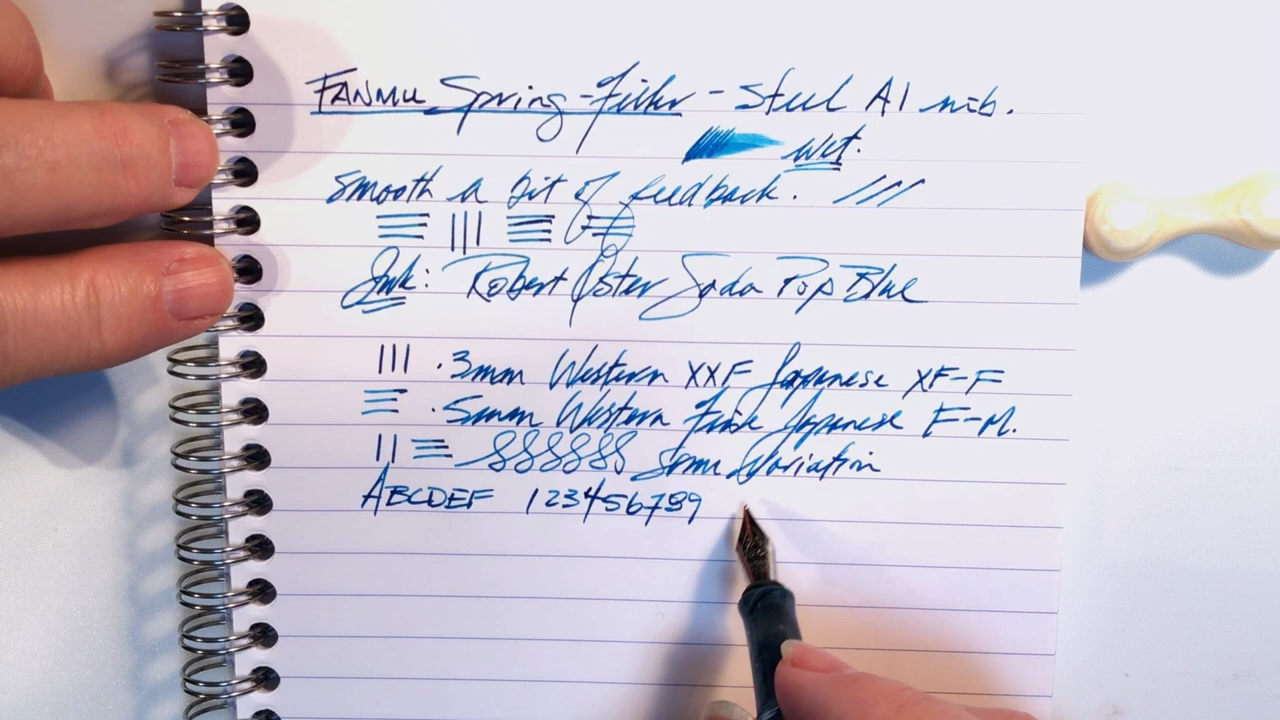 FANMU Spring-Filler - Steel A1 nib.
wet.
Smooth a bit of feedback.
Ink: Robert Oster Soda Pop Blue
.3mm Western XXF Japanese XF-F
.5mm Western Fine Japanese F-M.
Some Variation
ABCDEF 123456789